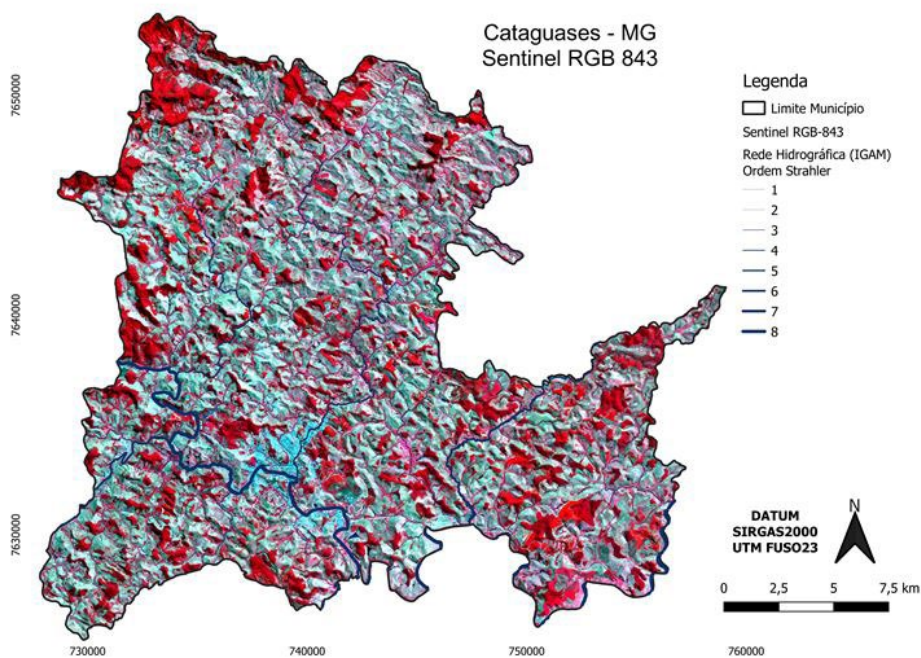 Cataguases - MG
Sentinel RGB 843
Legenda
Limite Município
Sentinel RGB-843
Rede Hidrográfica (IGAM)
Ordem Strahler
1
2
3
4
5
6
7
8
7650000
7640000
7630000
DATUM
SIRGAS2000
UTM FUSO23
N
0 2,5 5 7,5 km
730000 740000 750000 760000